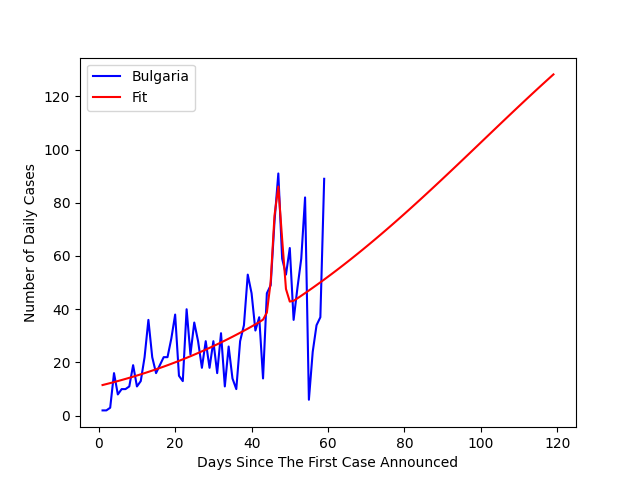 Bulgaria
Fit
Number of Daily Cases
120
100
80
60
40
20
0
0 20 40 60 80 100 120
Days Since The First Case Announced